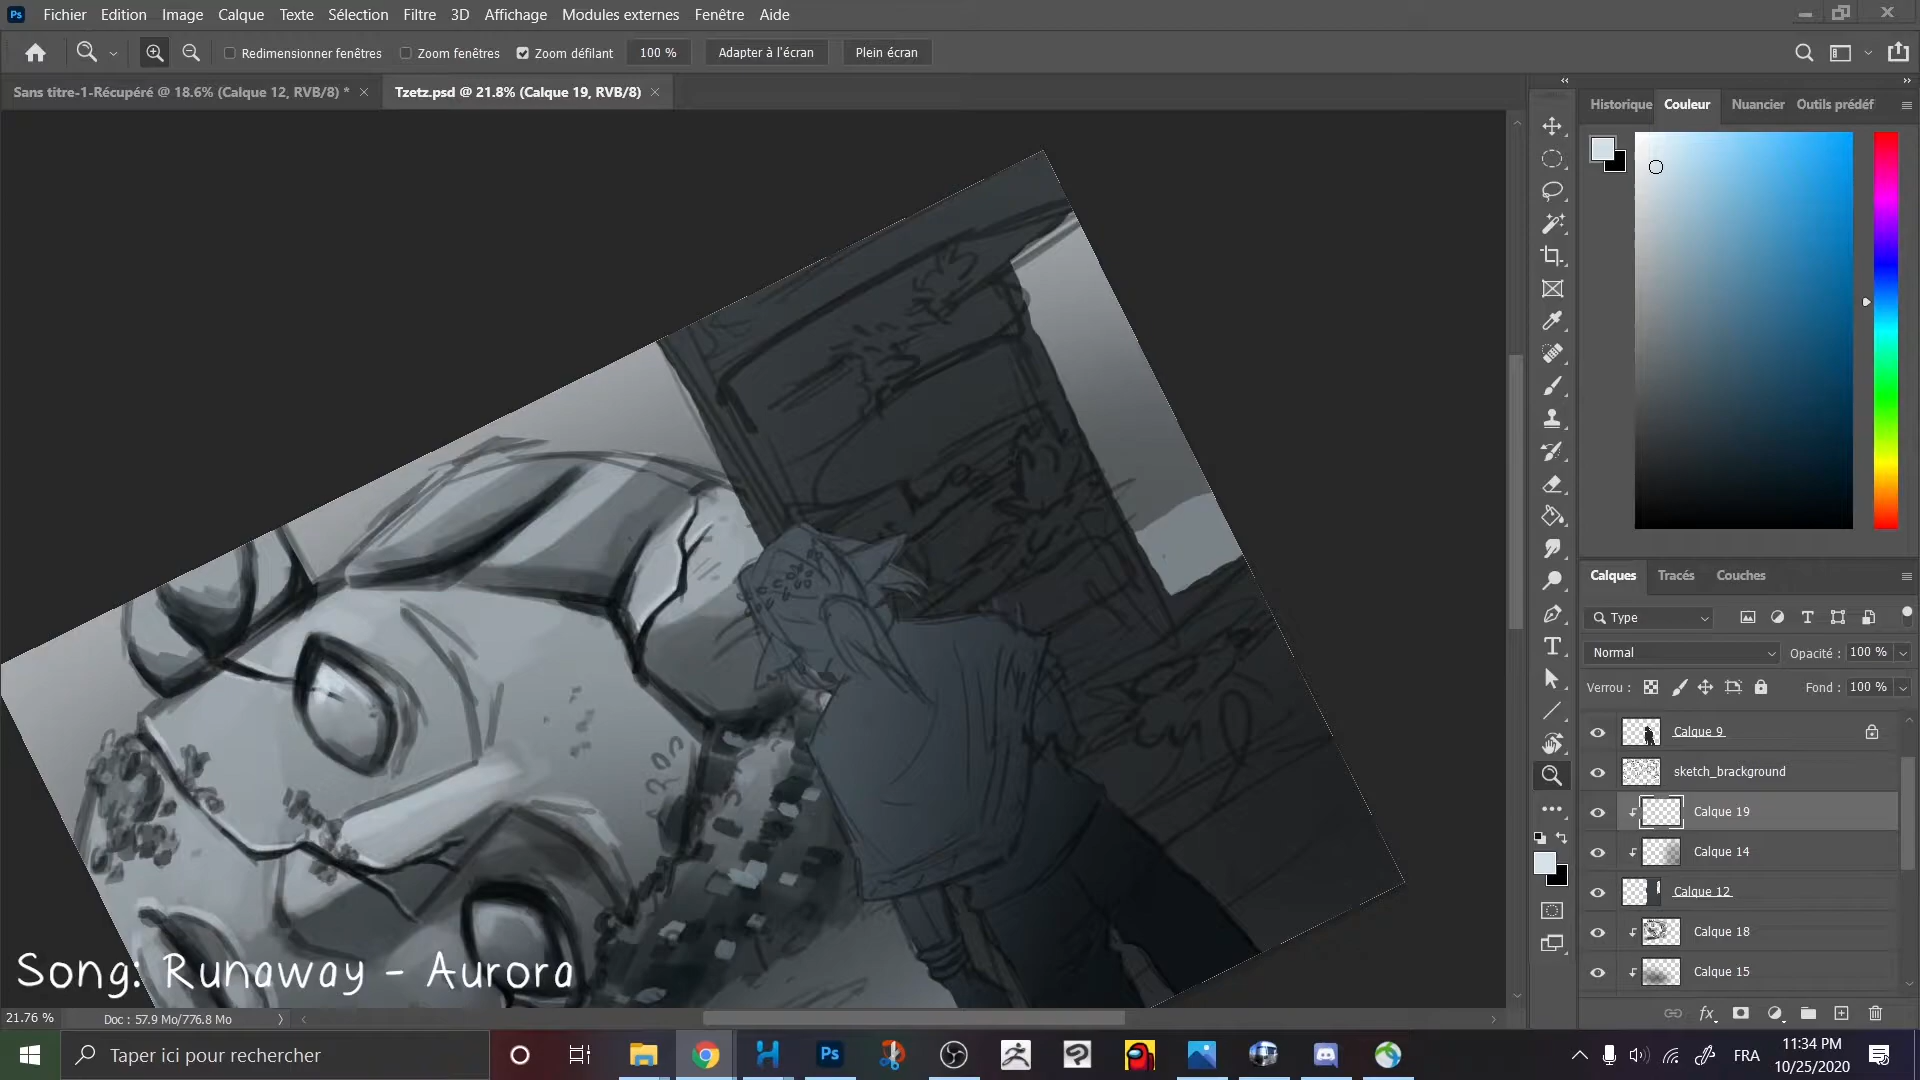 Fichier Edition Image Calque Texte Sélection Filtre 3D Affichage Modules externes Fenêtre Aide
Redimensionner fenêtres Zoom fenêtres Zoom défilant 100 % Adapter à l'écran Plein écran
Sans titre-1-Récupéré @ 18.6% (Calque 12, RVB/8) * Tzetz.psd @ 21.8% (Calque 19, RVB/8)
Historique Couleur Nuancier Outils prédéf
Calques Tracés Couches
Type
Normal Opacité : 100 %
Verrou : Fond : 100 %
Calque 9
sketch_brackground
Calque 19
Calque 14
Calque 12
Calque 18
Calque 15
Song: Runaway - Aurora
21.76 % Doc : 57.9 Mo/776.8 Mo
Taper ici pour rechercher
FRA
11:34 PM
10/25/2020